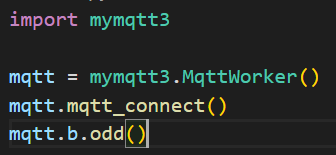 import mymqtt3
mqtt = mymqtt3.MqttWorker()
mqtt.mqtt_connect()
mqtt.b.odd()